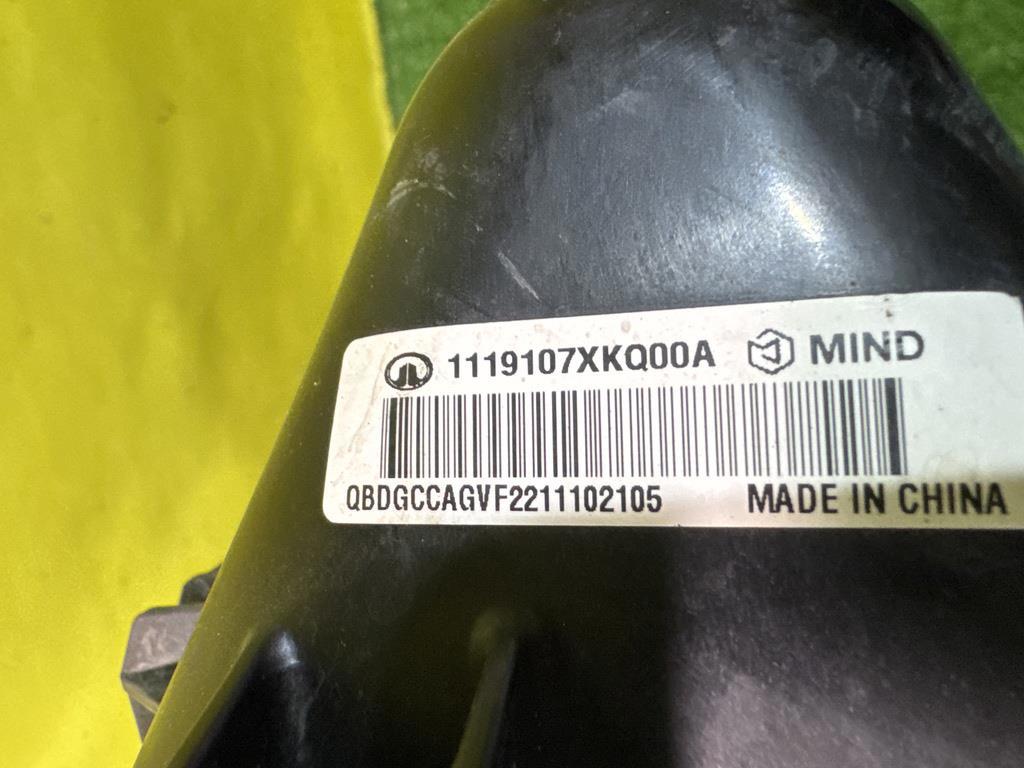 1119107XKQ00A MIND
QBDGCCAGVF2211102105 MADE IN CHINA